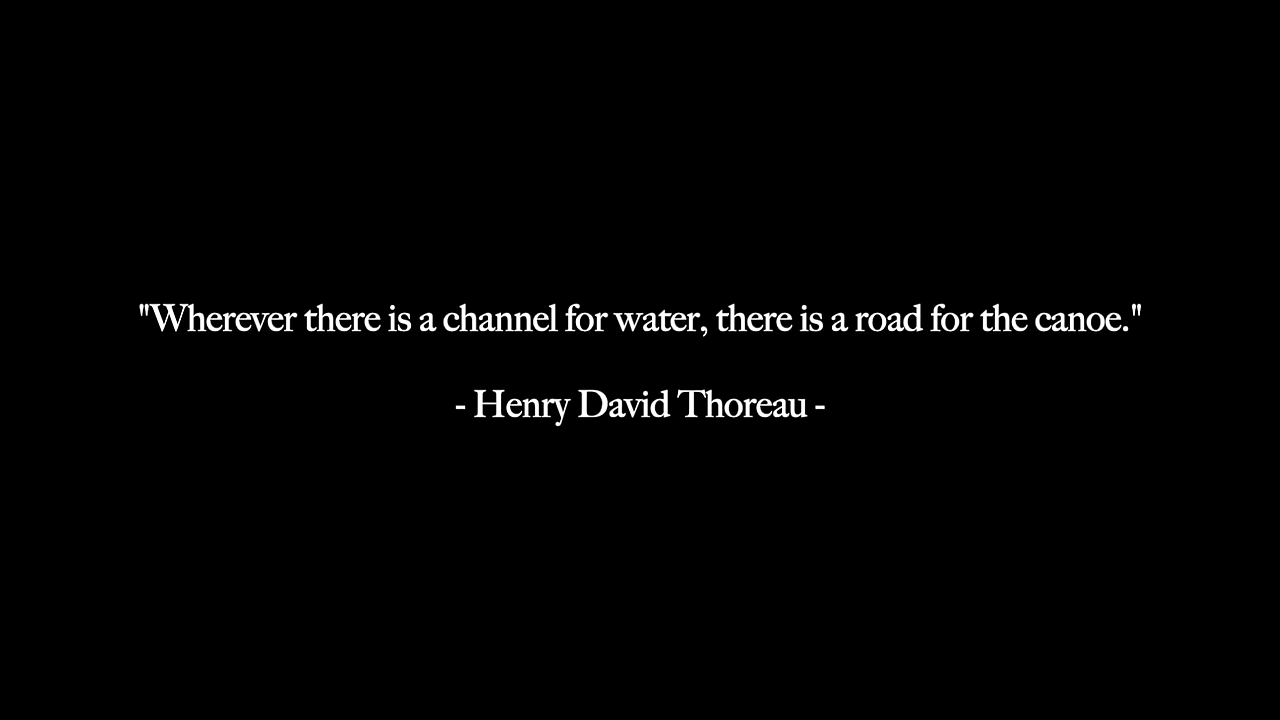 "Wherever there is a channel for water, there is a road for the canoe."
- Henry David Thoreau -